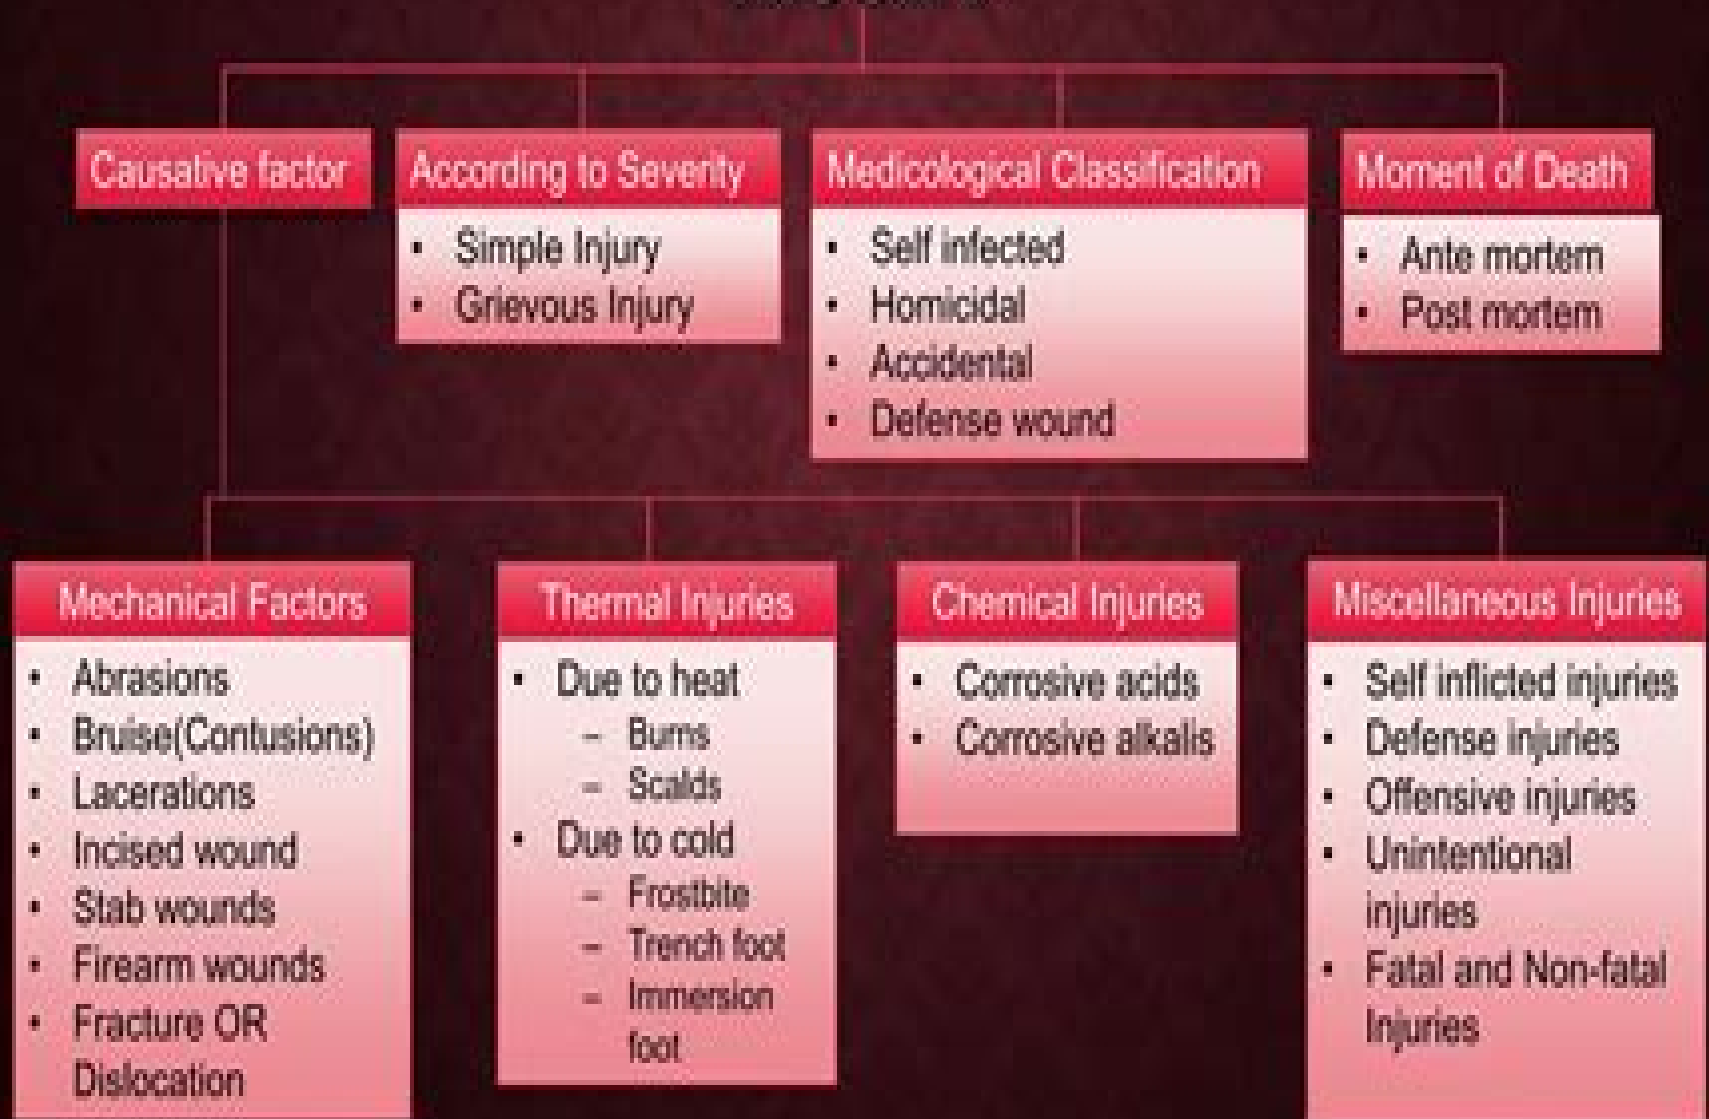 Causative factor
According to Severity
• Simple Injury
• Grievous Injury
Medicological Classification
• Self infected
• Homicidal
• Accidental
• Defense wound
Moment of Death
• Ante mortem
• Post mortem
Mechanical Factors
• Abrasions
• Bruise(Contusions)
• Lacerations
• Incised wound
• Stab wounds
• Firearm wounds
• Fracture OR
Dislocation
Thermal Injuries
• Due to heat
– Burns
– Scalds
• Due to cold
– Frostbite
– Trench foot
– Immersion
foot
Chemical Injuries
• Corrosive acids
• Corrosive alkalis
Miscellaneous Injuries
• Self inflicted injuries
• Defense injuries
• Offensive injuries
• Unintentional
injuries
• Fatal and Non-fatal
Injuries